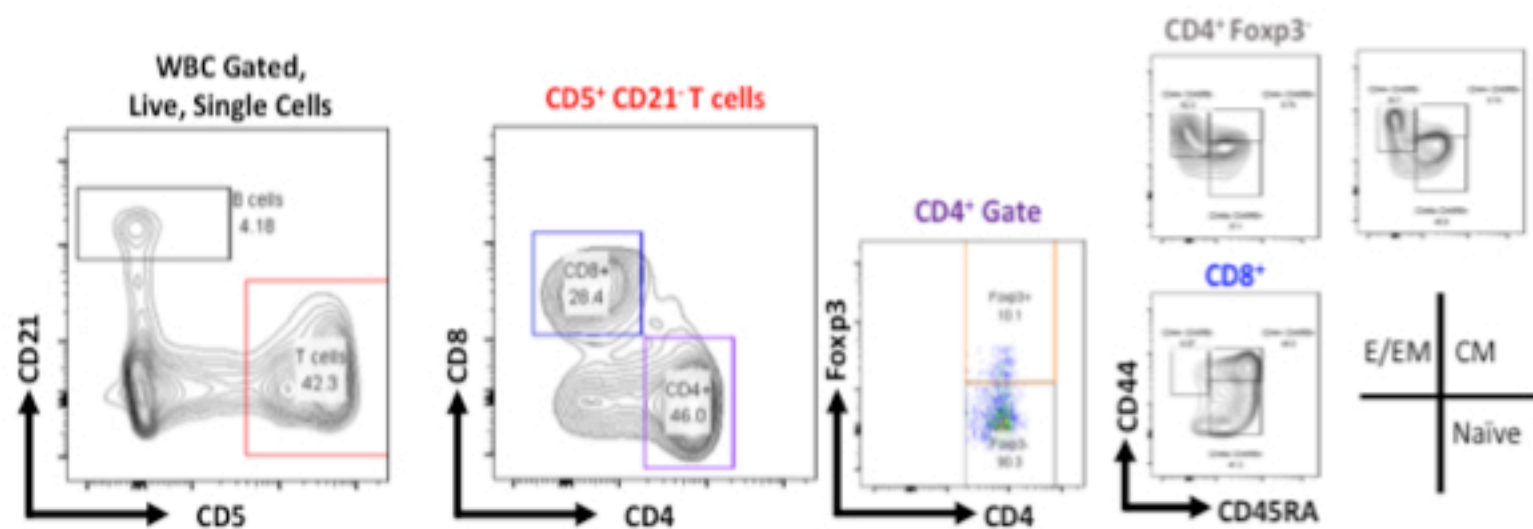 WBC Gated,
Live, Single Cells
B cells
4.18
T cells
42.3
CD21
CD5
CD5⁺ CD21⁻ T cells
CD8+
28.4
CD4+
46.0
CD8
CD4
CD4⁺ Gate
Foxp3+
10.1
Foxp3-
90.3
Foxp3
CD4
CD4⁺ Foxp3⁻
CD8⁺
CD44
CD45RA
E/EM CM
Naïve